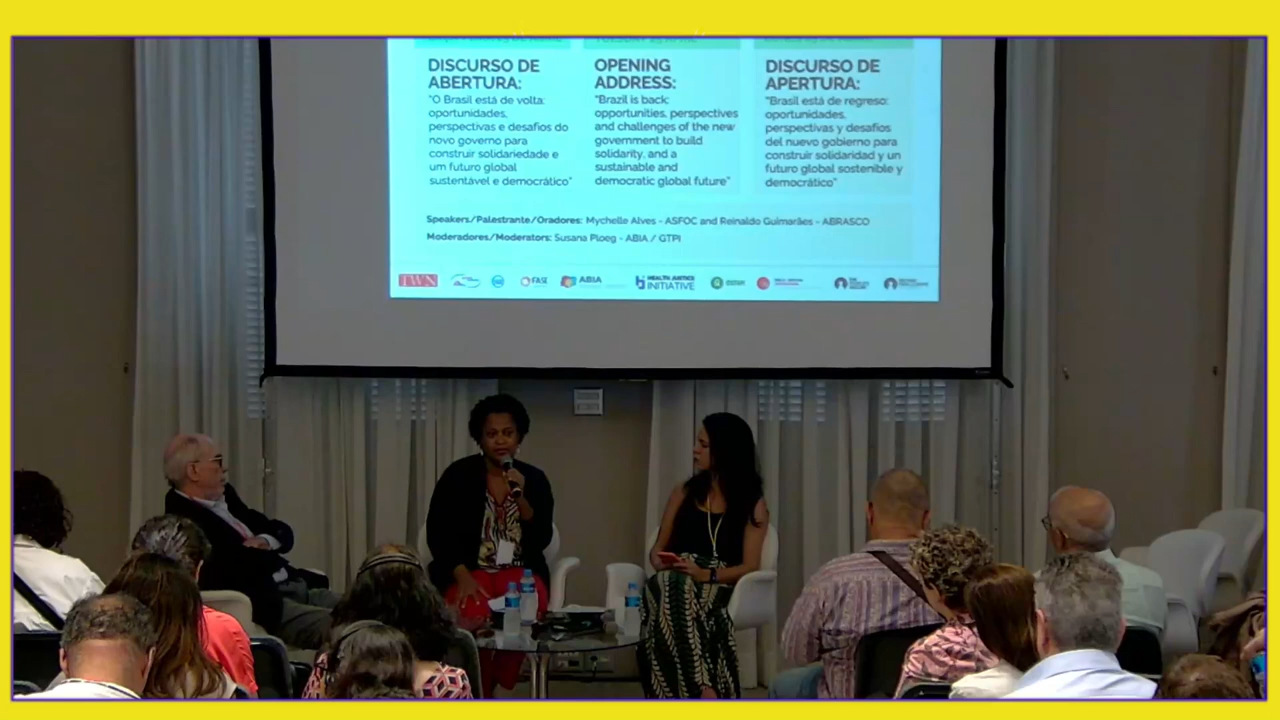 DISCURSO DE
ABERTURA:
"O Brasil está de volta:
oportunidades,
perspectivas e desafios do
novo governo para
construir solidariedade e
um futuro global
sustentável e democrático"
OPENING
ADDRESS:
"Brazil is back:
opportunities, perspectives
and challenges of the new
government to build
solidarity, and a
sustainable and
democratic global future"
DISCURSO DE
APERTURA:
"Brasil está de regreso:
oportunidades,
perspectivas y desafíos
del nuevo gobierno para
construir solidaridad y un
futuro global sostenible y
democrático"
Speakers/Palestrante/Oradores: Mychelle Alves - ASFOC and Reinaldo Guimarães - ABRASCO
Moderadores/Moderators: Susana Ploeg - ABIA / GTPI
TWN
FASE
ABIA
HEALTH JUSTICE
INITIATIVE